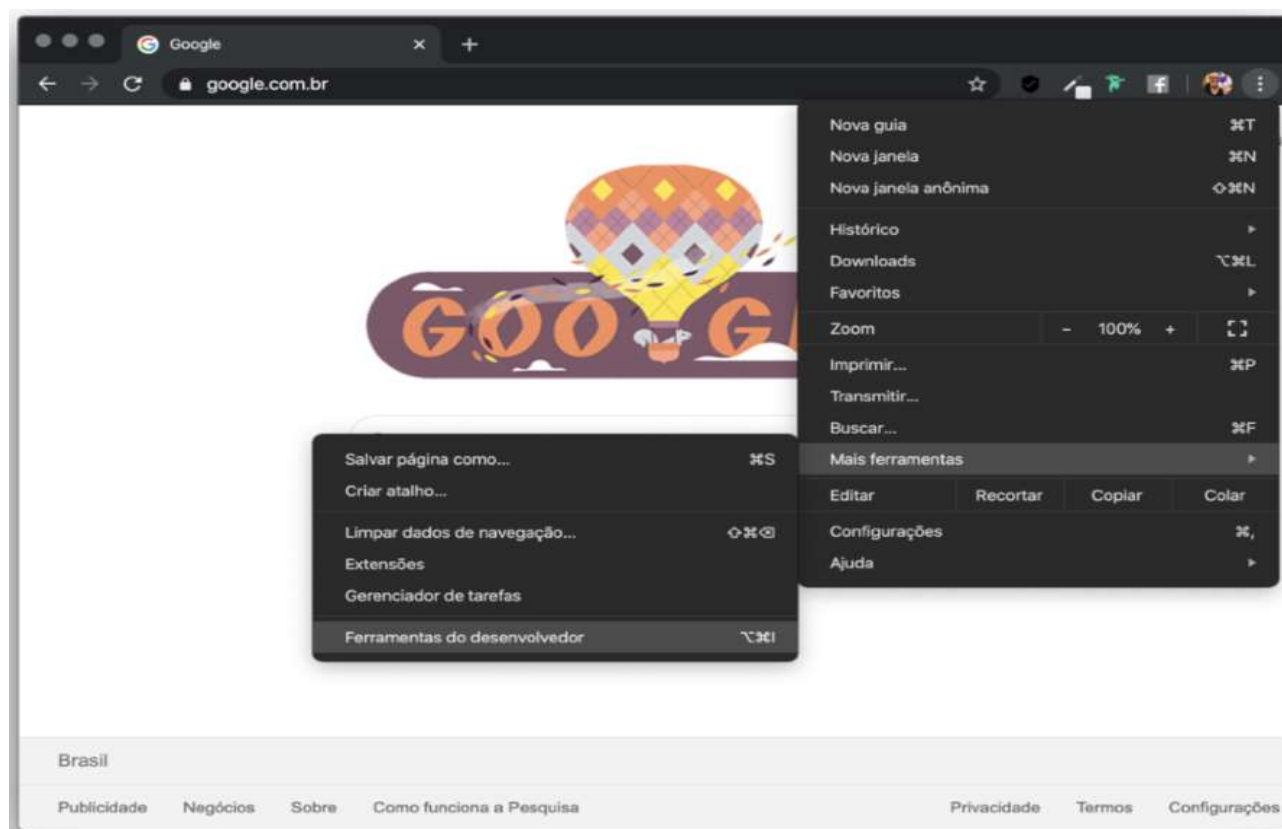 Google × +
google.com.br
Nova guia ⌘T
Nova janela ⌘N
Nova janela anônima ⇧⌘N
Histórico ▸
Downloads ⌥⌘L
Favoritos ▸
Zoom - 100% +
Imprimir... ⌘P
Transmitir...
Buscar... ⌘F
Mais ferramentas ▸
Editar Recortar Copiar Colar
Configurações ⌘,
Ajuda ▸
Salvar página como... ⌘S
Criar atalho...
Limpar dados de navegação... ⇧⌘⌫
Extensões
Gerenciador de tarefas
Ferramentas do desenvolvedor ⌥⌘I
GOOG
Brasil
Publicidade Negócios Sobre Como funciona a Pesquisa Privacidade Termos Configurações